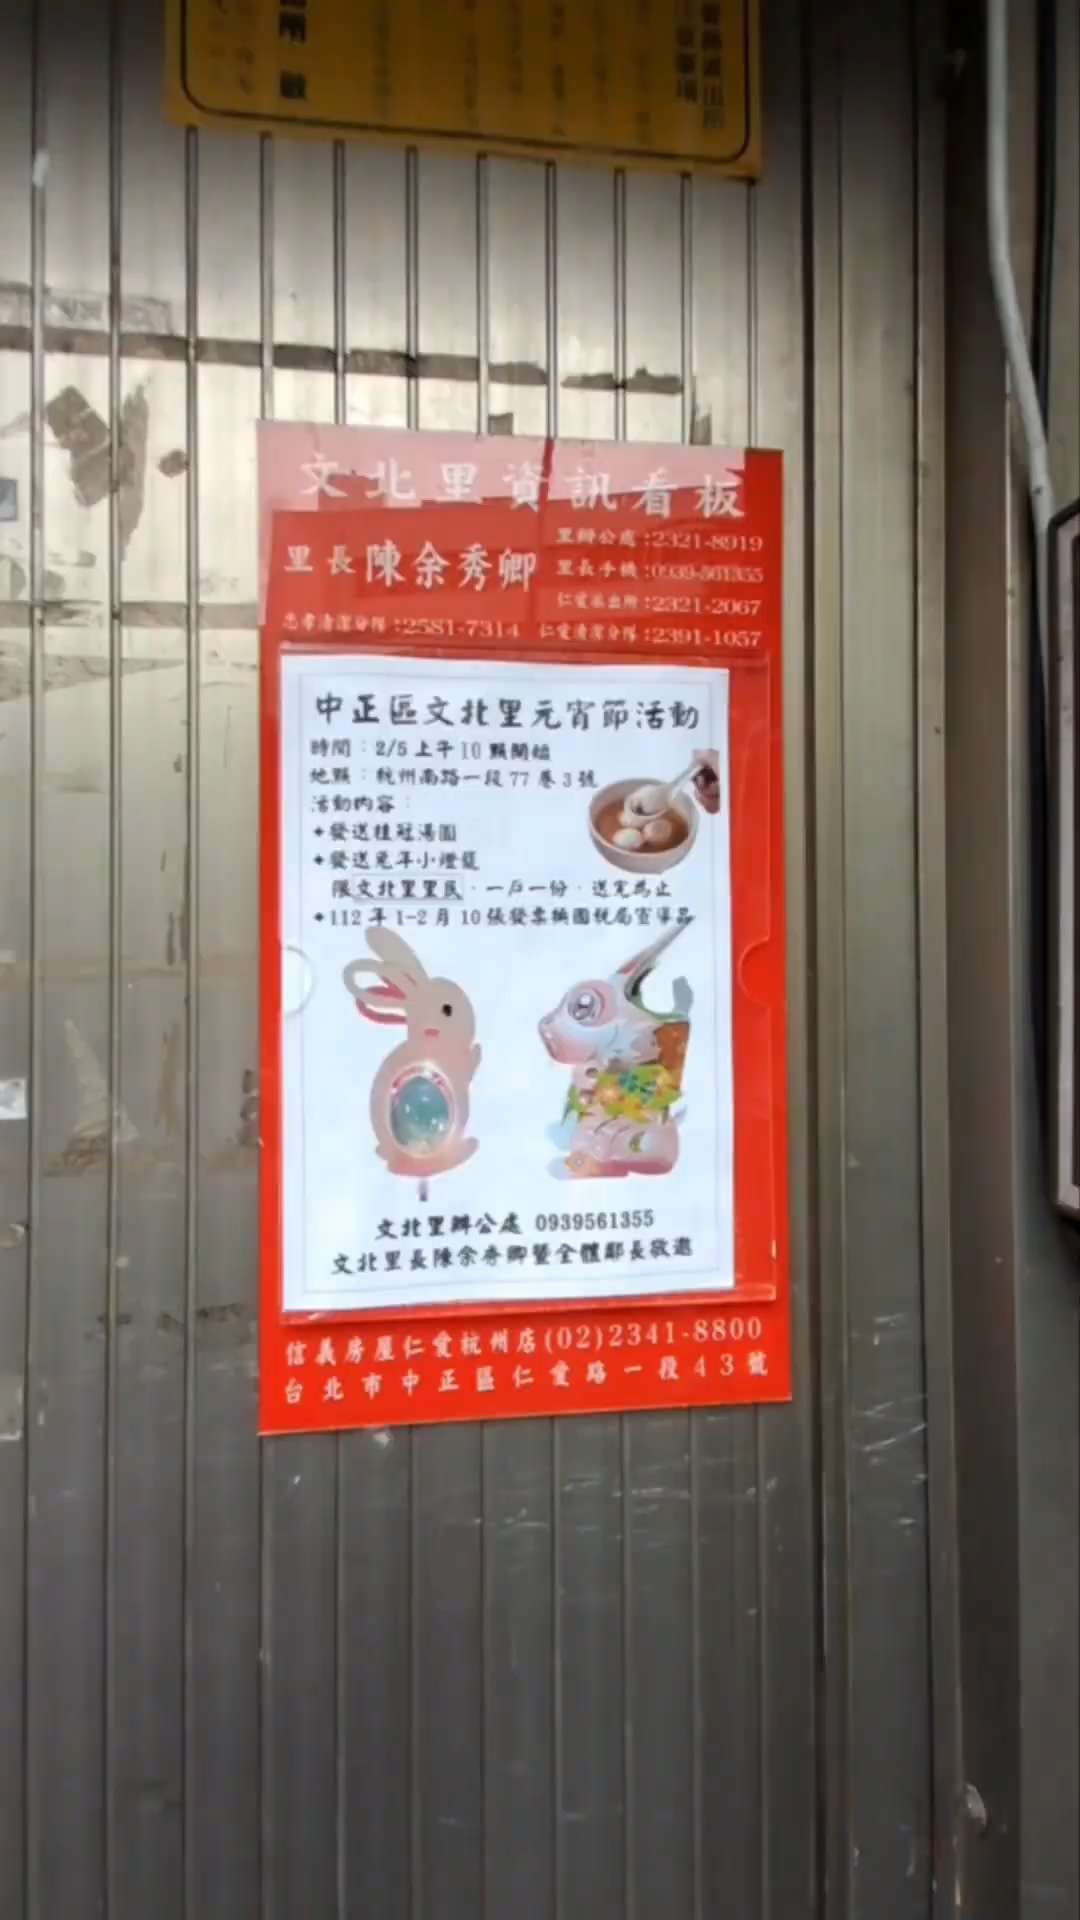 文北里資訊看板
里長陳余秀卿
里辦公處:2321-8919
里長手機:0939-561355
仁愛派出所:2321-2067
忠孝清潔分隊:2581-7314 仁愛清潔分隊:2391-1057
中正區文北里元宵節活動
時間:2/5上午10點開始
地點:杭州南路一段77巷3號
活動內容:
✦發送桂冠湯圓
✦發送兔年小燈籠
限文北里里民,一戶一份,送完為止
✦112年1-2月10張發票換國稅局宣導品
文北里辦公處 0939561355
文北里長陳余秀卿暨全體鄰長敬邀
信義房屋仁愛杭州店(02)2341-8800
台北市中正區仁愛路一段43號